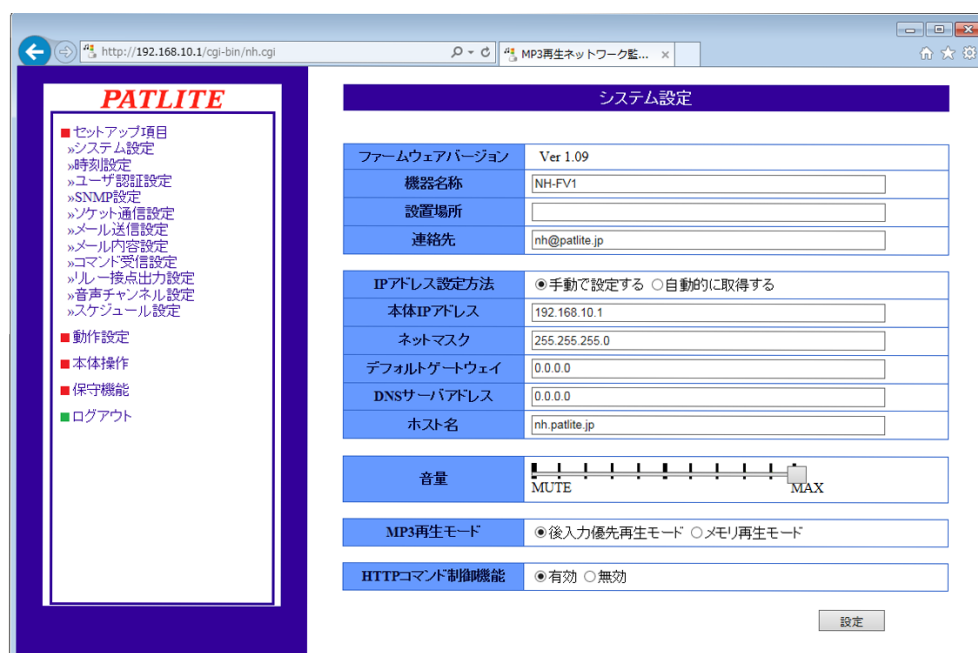 http://192.168.10.1/cgi-bin/nh.cgi
MP3再生ネットワーク監...
PATLITE
セットアップ項目
»システム設定
»時刻設定
»ユーザ認証設定
»SNMP設定
»ソケット通信設定
»メール送信設定
»メール内容設定
»コマンド受信設定
»リレー接点出力設定
»音声チャンネル設定
»スケジュール設定
動作設定
本体操作
保守機能
ログアウト
システム設定
ファームウェアバージョン Ver 1.09
機器名称 NH-FV1
設置場所
連絡先 nh@patlite.jp
IPアドレス設定方法 手動で設定する 自動的に取得する
本体IPアドレス 192.168.10.1
ネットマスク 255.255.255.0
デフォルトゲートウェイ 0.0.0.0
DNSサーバアドレス 0.0.0.0
ホスト名 nh.patlite.jp
音量 MUTE MAX
MP3再生モード 後入力優先再生モード メモリ再生モード
HTTPコマンド制御機能 有効 無効
設定